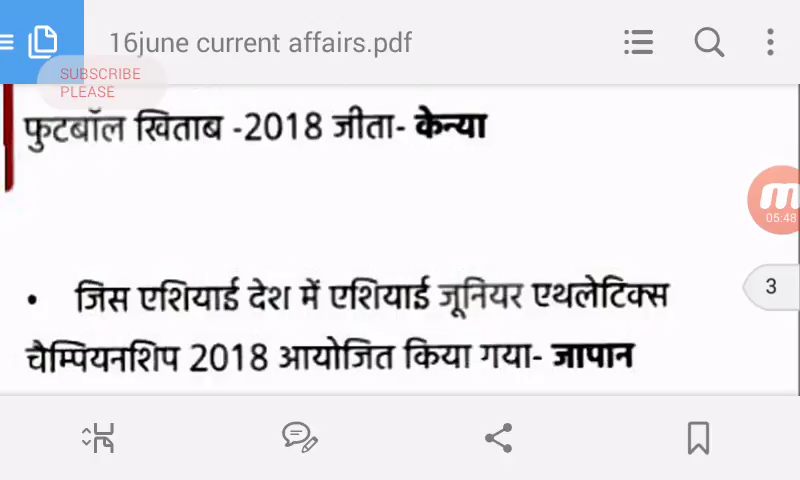 16june current affairs.pdf
SUBSCRIBE
PLEASE
फुटबॉल खिताब -2018 जीता- केन्या
05:48
3
• जिस एशियाई देश में एशियाई जूनियर एथलेटिक्स
चैम्पियनशिप 2018 आयोजित किया गया- जापान